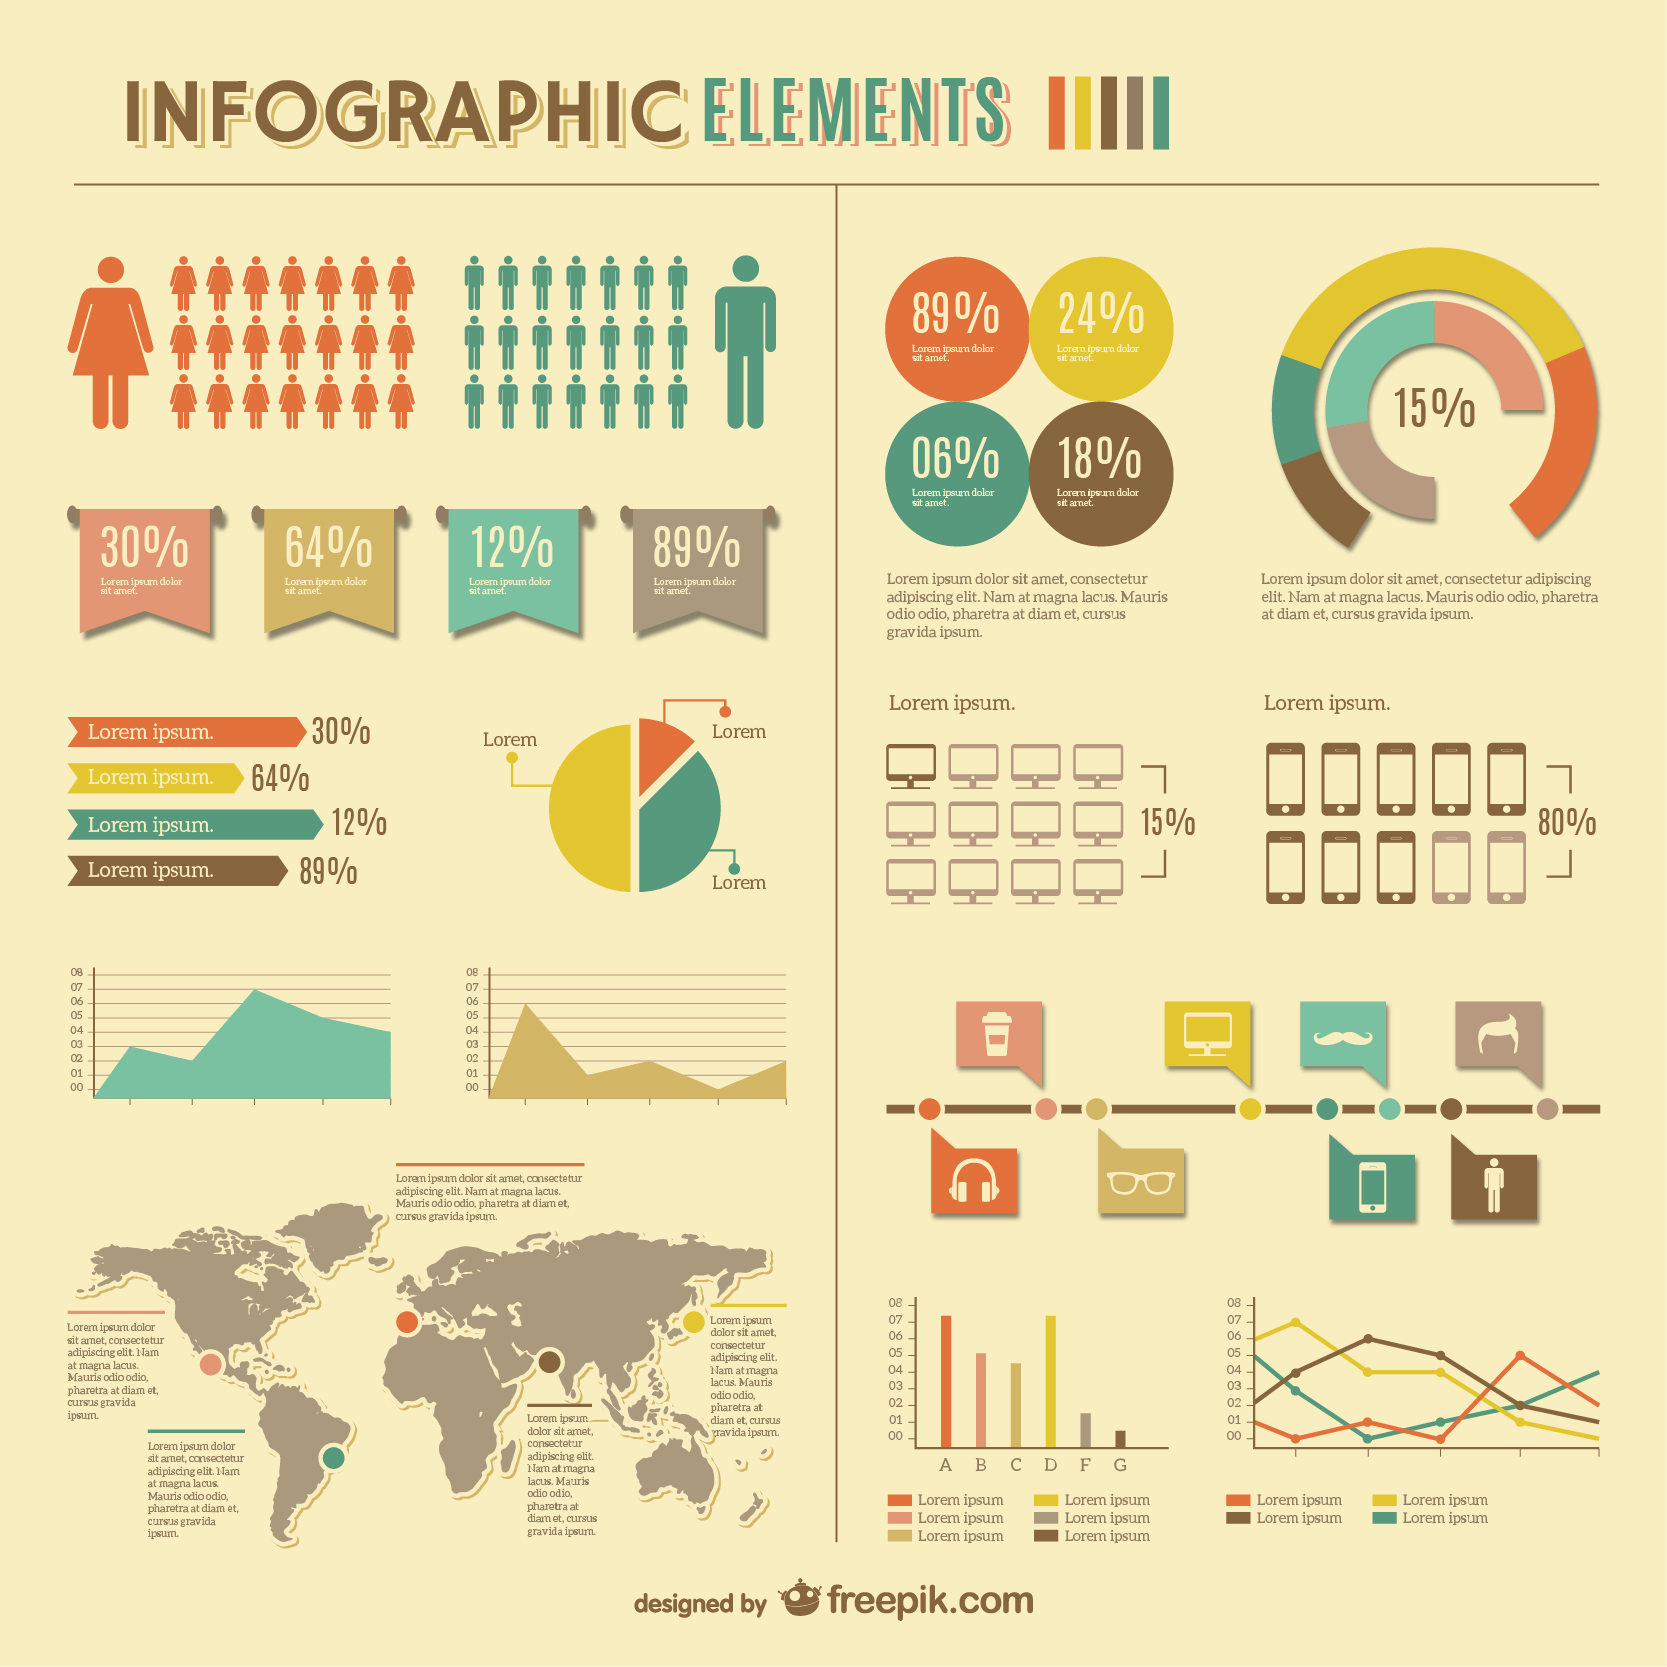 INFOGRAPHIC ELEMENTS
30%
Lorem ipsum dolor
sit amet.
64%
Lorem ipsum dolor
sit amet.
12%
Lorem ipsum dolor
sit amet.
89%
Lorem ipsum dolor
sit amet.
Lorem ipsum. 30%
Lorem ipsum. 64%
Lorem ipsum. 12%
Lorem ipsum. 89%
Lorem
Lorem
Lorem
08
07
06
05
04
03
02
01
00
08
07
06
05
04
03
02
01
00
Lorem ipsum dolor sit amet, consectetur
adipiscing elit. Nam at magna lacus.
Mauris odio odio, pharetra at diam et,
cursus gravida ipsum.
Lorem ipsum dolor
sit amet, consectetur
adipiscing elit. Nam
at magna lacus.
Mauris odio odio,
pharetra at diam et,
cursus gravida
ipsum.
Lorem ipsum dolor
sit amet, consectetur
adipiscing elit. Nam
at magna lacus.
Mauris odio odio,
pharetra at diam et,
cursus gravida
ipsum.
Lorem ipsum
dolor sit amet,
consectetur
adipiscing elit.
Nam at magna
lacus. Mauris
odio odio,
pharetra at
diam et, cursus
gravida ipsum.
Lorem ipsum
dolor sit amet,
consectetur
adipiscing elit.
Nam at magna
lacus. Mauris
odio odio,
pharetra at
diam et, cursus
gravida ipsum.
89%
Lorem ipsum dolor
sit amet.
24%
Lorem ipsum dolor
sit amet.
06%
Lorem ipsum dolor
sit amet.
18%
Lorem ipsum dolor
sit amet.
Lorem ipsum dolor sit amet, consectetur
adipiscing elit. Nam at magna lacus. Mauris
odio odio, pharetra at diam et, cursus
gravida ipsum.
15%
Lorem ipsum dolor sit amet, consectetur adipiscing
elit. Nam at magna lacus. Mauris odio odio, pharetra
at diam et, cursus gravida ipsum.
Lorem ipsum.
15%
Lorem ipsum.
80%
08
07
06
05
04
03
02
01
00
A B C D F G
Lorem ipsum Lorem ipsum
Lorem ipsum Lorem ipsum
Lorem ipsum Lorem ipsum
08
07
06
05
04
03
02
01
00
Lorem ipsum Lorem ipsum
Lorem ipsum Lorem ipsum
designed by freepik.com